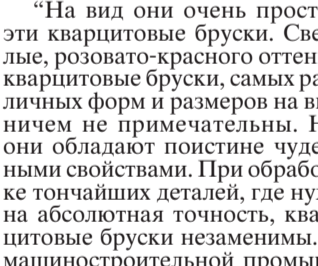 “На вид они очень прост
эти кварцитовые бруски. Све
лые, розовато-красного оттен
кварцитовые бруски, самых ра
личных форм и размеров на в
ничем не примечательны. Н
они обладают поистине чуде
ными свойствами. При обрабо
ке тончайших деталей, где ну
на абсолютная точность, ква
цитовые бруски незаменимы.
машиностроительной промы